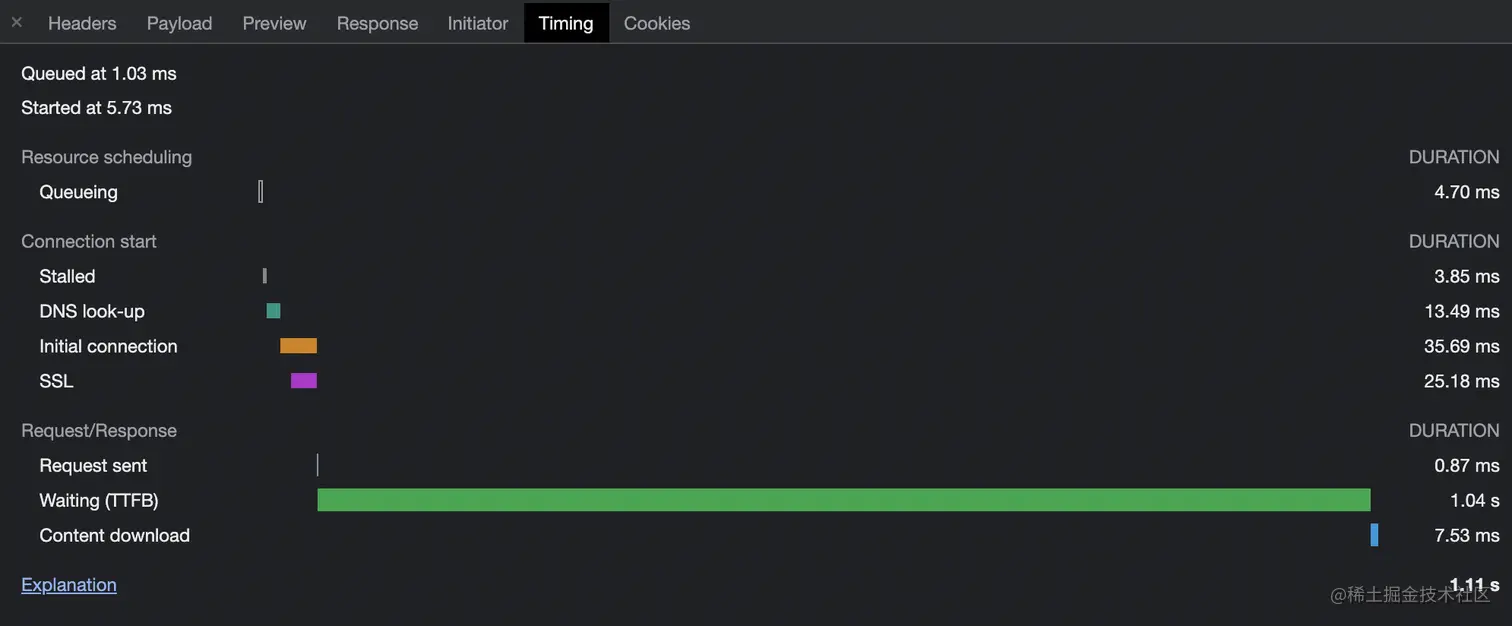 × Headers Payload Preview Response Initiator Timing Cookies
Queued at 1.03 ms
Started at 5.73 ms
Resource scheduling DURATION
Queueing 4.70 ms
Connection start DURATION
Stalled 3.85 ms
DNS look-up 13.49 ms
Initial connection 35.69 ms
SSL 25.18 ms
Request/Response DURATION
Request sent 0.87 ms
Waiting (TTFB) 1.04 s
Content download 7.53 ms
Explanation 1.11 s
@稀土掘金技术社区